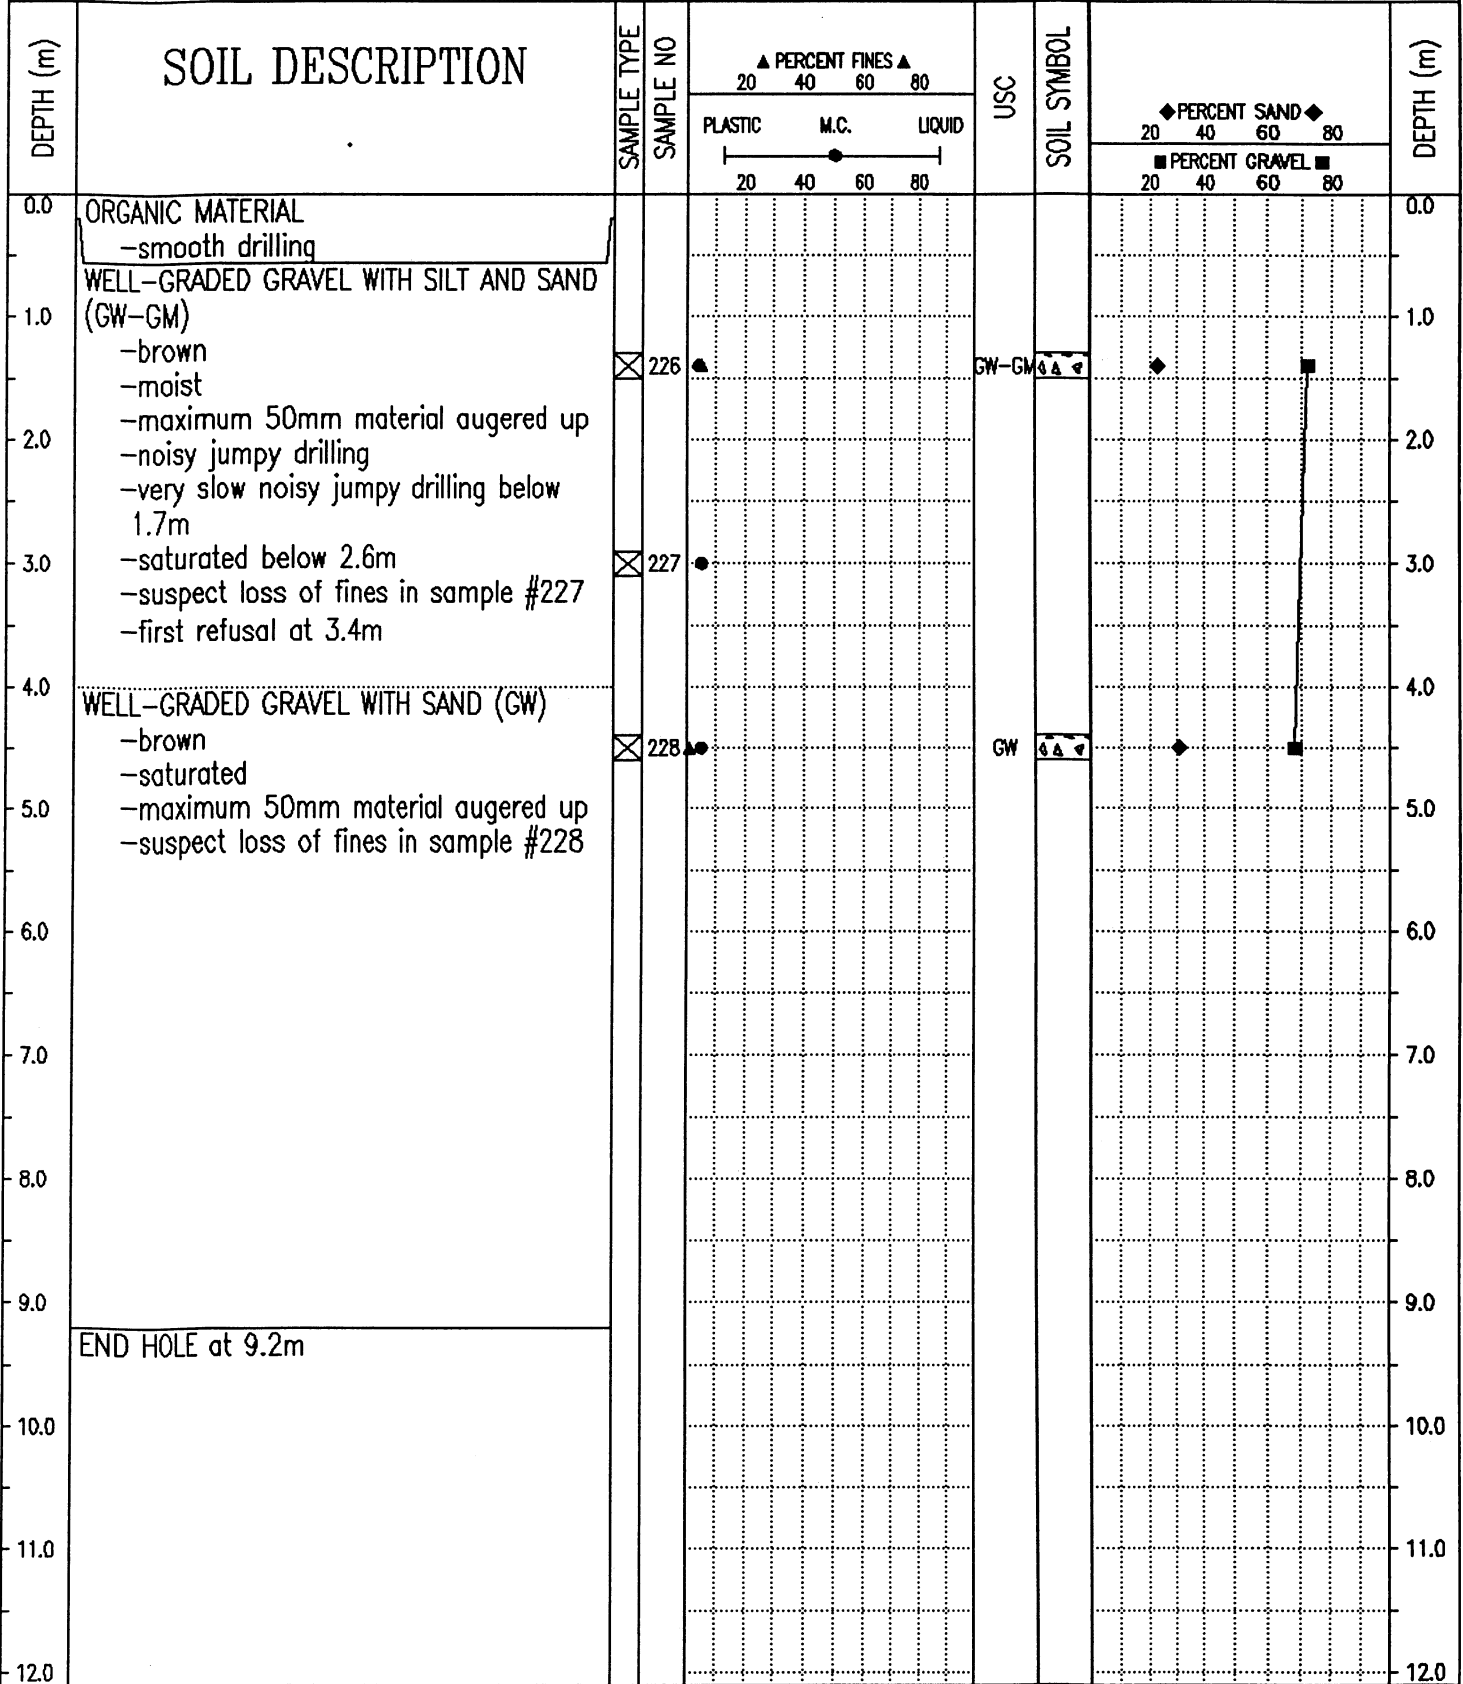 DEPTH (m)
SOIL DESCRIPTION
SAMPLE TYPE
SAMPLE NO
▲ PERCENT FINES ▲
20 40 60 80
PLASTIC M.C. LIQUID
20 40 60 80
USC
SOIL SYMBOL
◆PERCENT SAND◆
20 40 60 80
■PERCENT GRAVEL■
20 40 60 80
DEPTH (m)
0.0
ORGANIC MATERIAL
-smooth drilling
WELL-GRADED GRAVEL WITH SILT AND SAND
1.0
(GW-GM)
-brown
226
GW-GM
-moist
-maximum 50mm material augered up
2.0
-noisy jumpy drilling
-very slow noisy jumpy drilling below
1.7m
3.0
-saturated below 2.6m
227
-suspect loss of fines in sample #227
-first refusal at 3.4m
4.0
WELL-GRADED GRAVEL WITH SAND (GW)
-brown
228
GW
-saturated
5.0
-maximum 50mm material augered up
-suspect loss of fines in sample #228
6.0
7.0
8.0
9.0
END HOLE at 9.2m
10.0
11.0
12.0
0.0
1.0
2.0
3.0
4.0
5.0
6.0
7.0
8.0
9.0
10.0
11.0
12.0